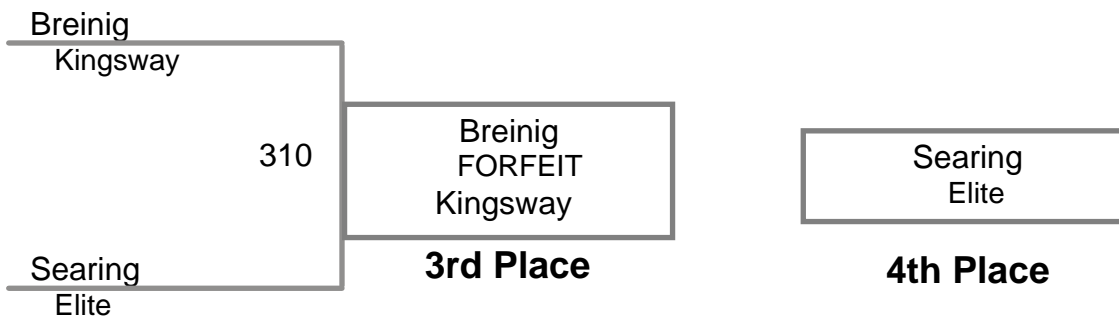 Breinig
Kingsway
310
Breinig
FORFEIT
Kingsway
3rd Place
Searing
Elite
Searing
Elite
4th Place